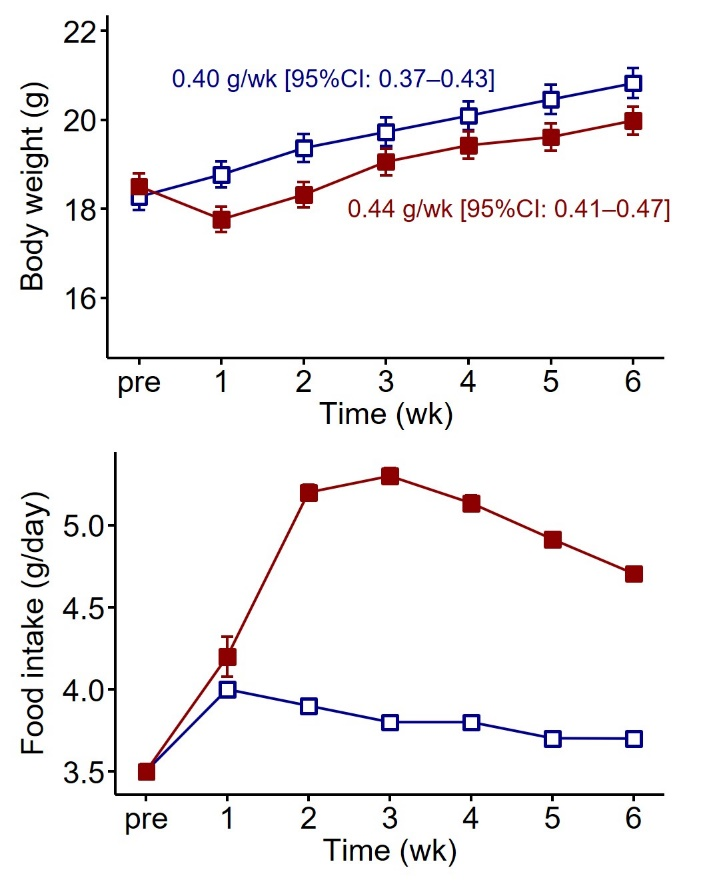 Body weight (g)
22
20
18
16
0.40 g/wk [95%CI: 0.37–0.43]
0.44 g/wk [95%CI: 0.41–0.47]
pre 1 2 3 4 5 6
Time (wk)
Food intake (g/day)
5.0
4.5
4.0
3.5
pre 1 2 3 4 5 6
Time (wk)